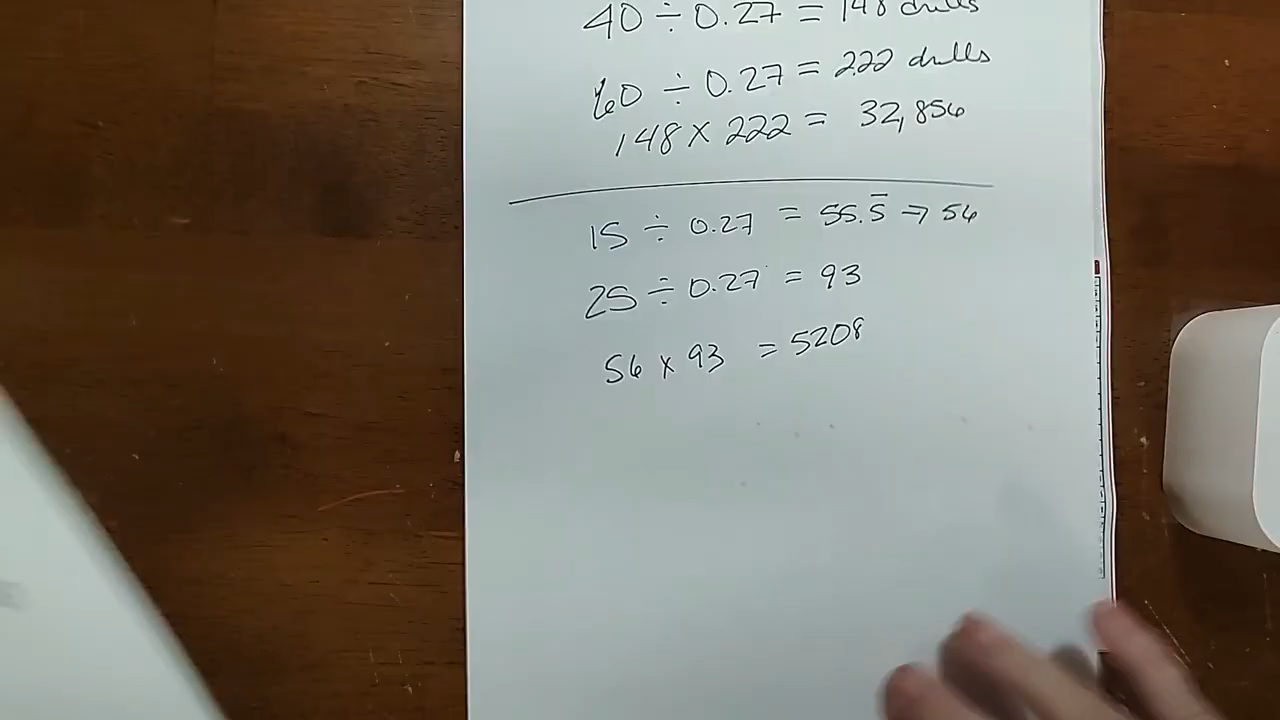 40 ÷ 0.27 = 148 drills
60 ÷ 0.27 = 222 drills
148 x 222 = 32,856
15 ÷ 0.27 = 55.5̅ → 56
25 ÷ 0.27 = 93
56 x 93 = 5208